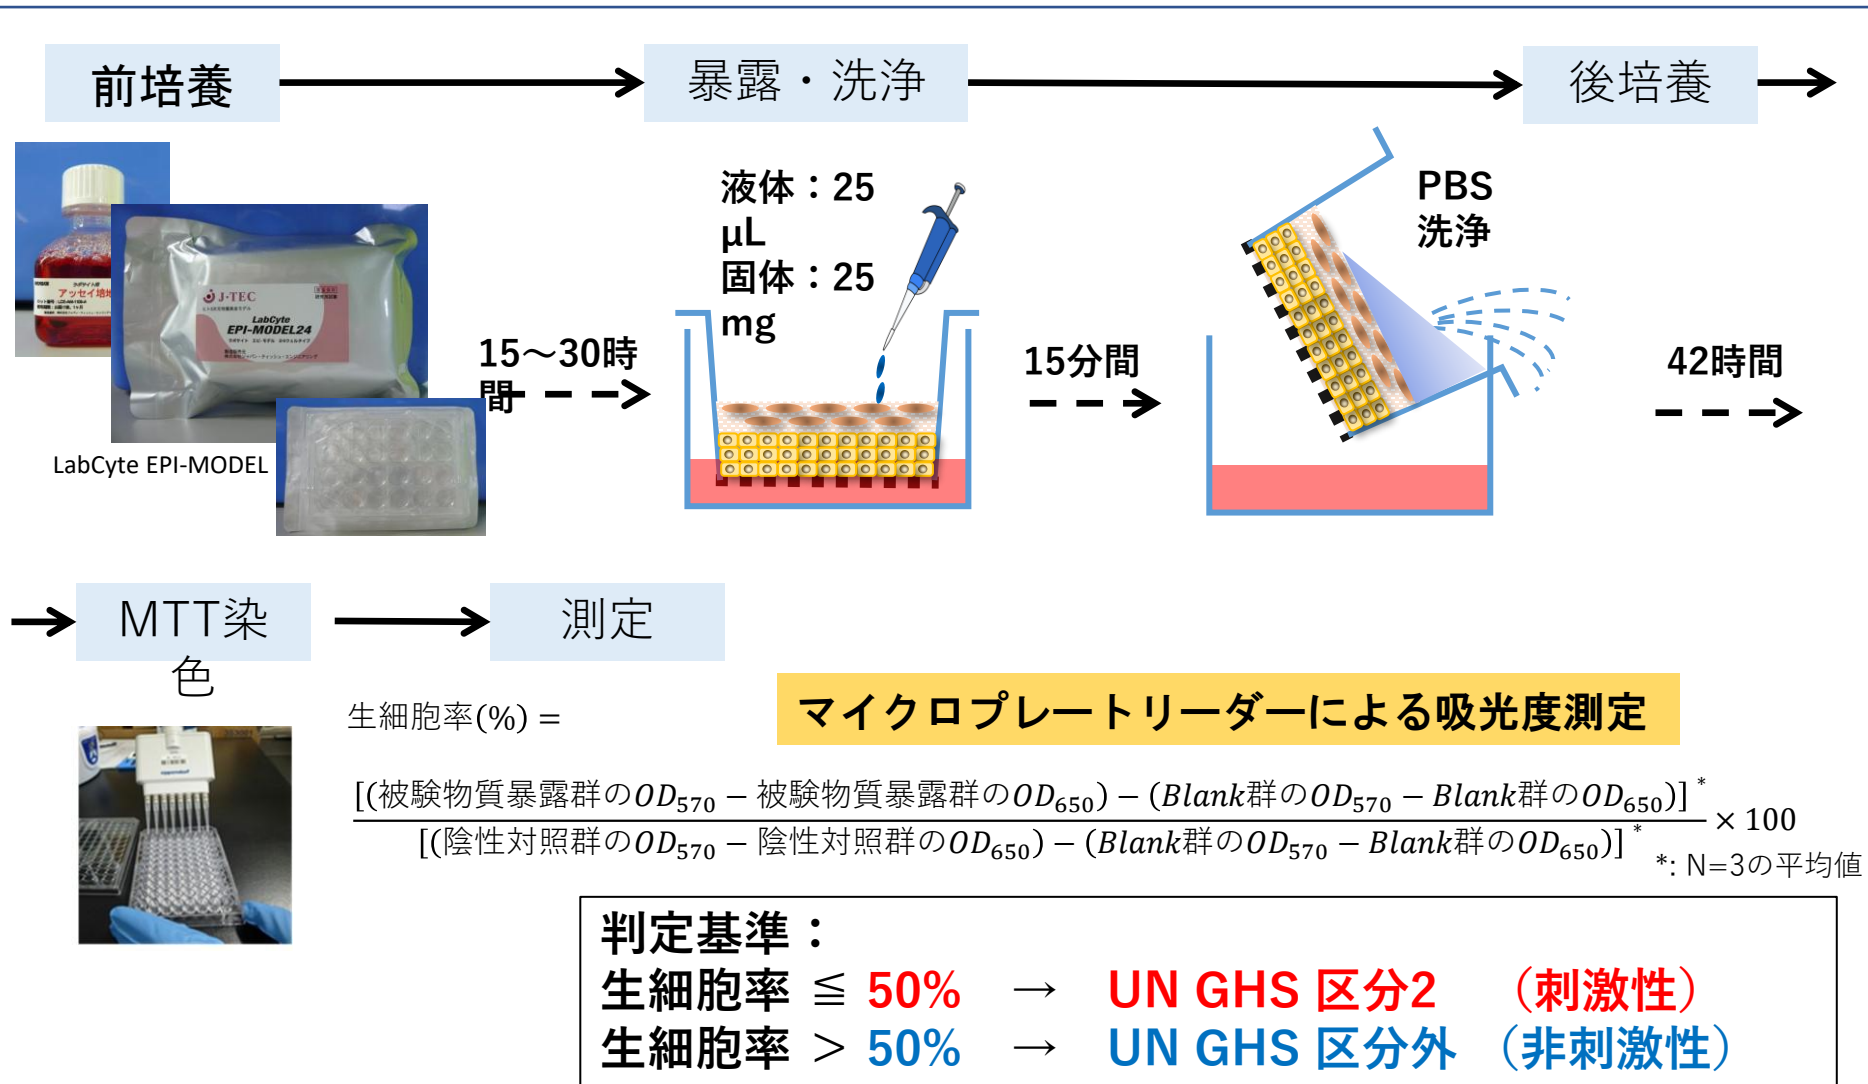 前培養
暴露・洗浄
後培養
アッセイ培地
J-TEC
LabCyte
EPI-MODEL24
LabCyte EPI-MODEL
15～30時
間
液体：25
μL
固体：25
mg
15分間
PBS
洗浄
42時間
MTT染
色
測定
マイクロプレートリーダーによる吸光度測定
生細胞率(%) =
[(被験物質暴露群のOD570 − 被験物質暴露群のOD650) − (Blank群のOD570 − Blank群のOD650)] *
[(陰性対照群のOD570 − 陰性対照群のOD650) − (Blank群のOD570 − Blank群のOD650)] *
× 100
*: N=3の平均値
判定基準：
生細胞率 ≦ 50% → UN GHS 区分2 （刺激性）
生細胞率 ＞ 50% → UN GHS 区分外 （非刺激性）